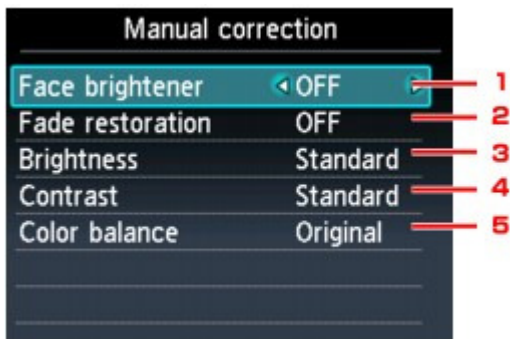 Manual correction
Face brightener OFF 1
Fade restoration OFF 2
Brightness Standard 3
Contrast Standard 4
Color balance Original 5